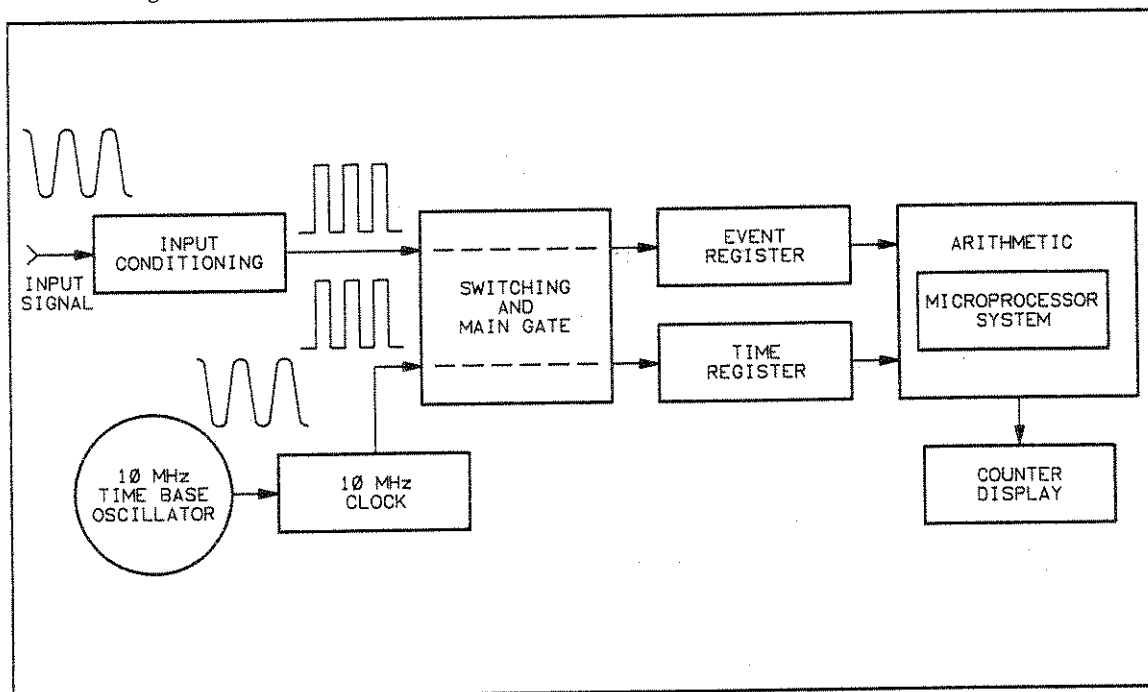 INPUT
CONDITIONING
INPUT
SIGNAL
SWITCHING
AND
MAIN GATE
EVENT
REGISTER
TIME
REGISTER
ARITHMETIC
MICROPROCESSOR
SYSTEM
10 MHz
TIME BASE
OSCILLATOR
10 MHz
CLOCK
COUNTER
DISPLAY